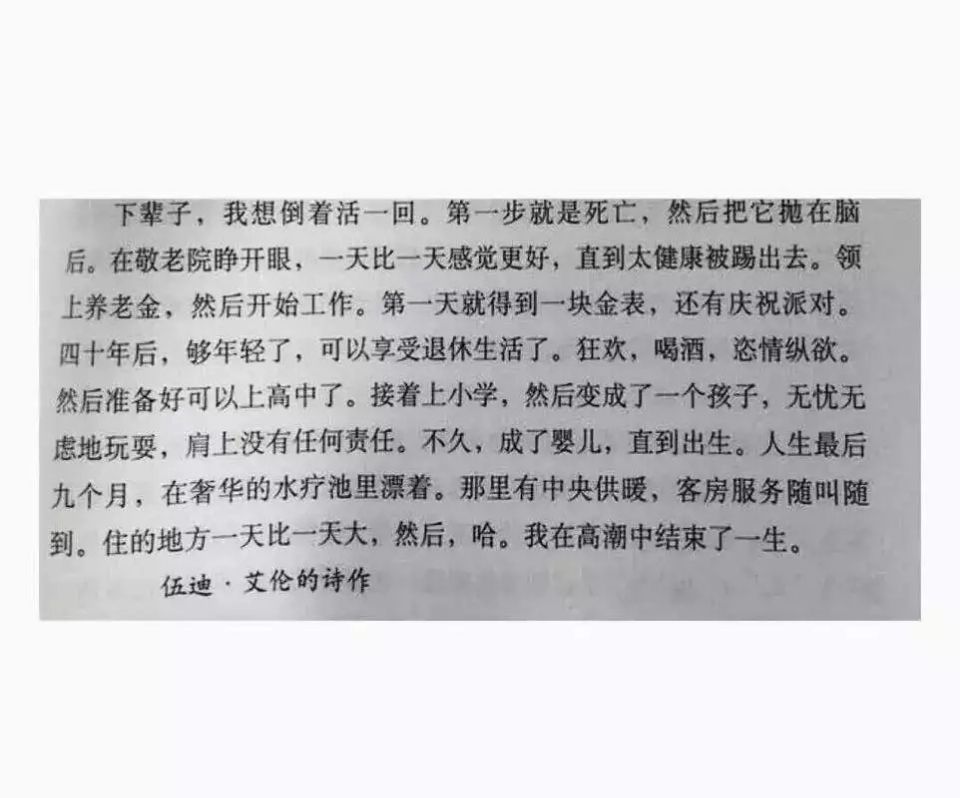 下辈子，我想倒着活一回。第一步就是死亡，然后把它抛在脑
后。在敬老院睁开眼，一天比一天感觉更好，直到太健康被踢出去。领
上养老金，然后开始工作。第一天就得到一块金表，还有庆祝派对。
四十年后，够年轻了，可以享受退休生活了。狂欢，喝酒，恣情纵欲。
然后准备好可以上高中了。接着上小学，然后变成了一个孩子，无忧无
虑地玩耍，肩上没有任何责任。不久，成了婴儿，直到出生。人生最后
九个月，在奢华的水疗池里漂着。那里有中央供暖，客房服务随叫随
到。住的地方一天比一天大，然后，哈。我在高潮中结束了一生。
伍迪·艾伦的诗作